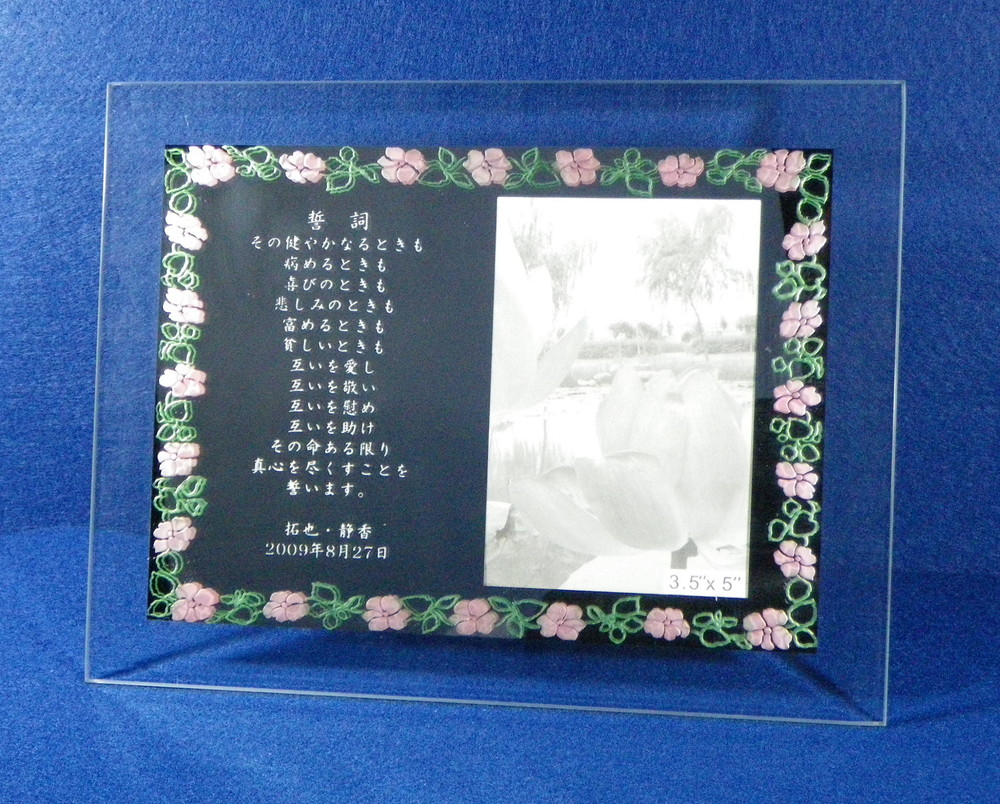 誓 詞
その健やかなるときも
病めるときも
喜びのときも
悲しみのときも
富めるときも
貧しいときも
互いを愛し
互いを敬い
互いを慰め
互いを助け
その命ある限り
真心を尽くすことを
誓います。
拓也・静香
2009年8月27日
3.5"x 5"